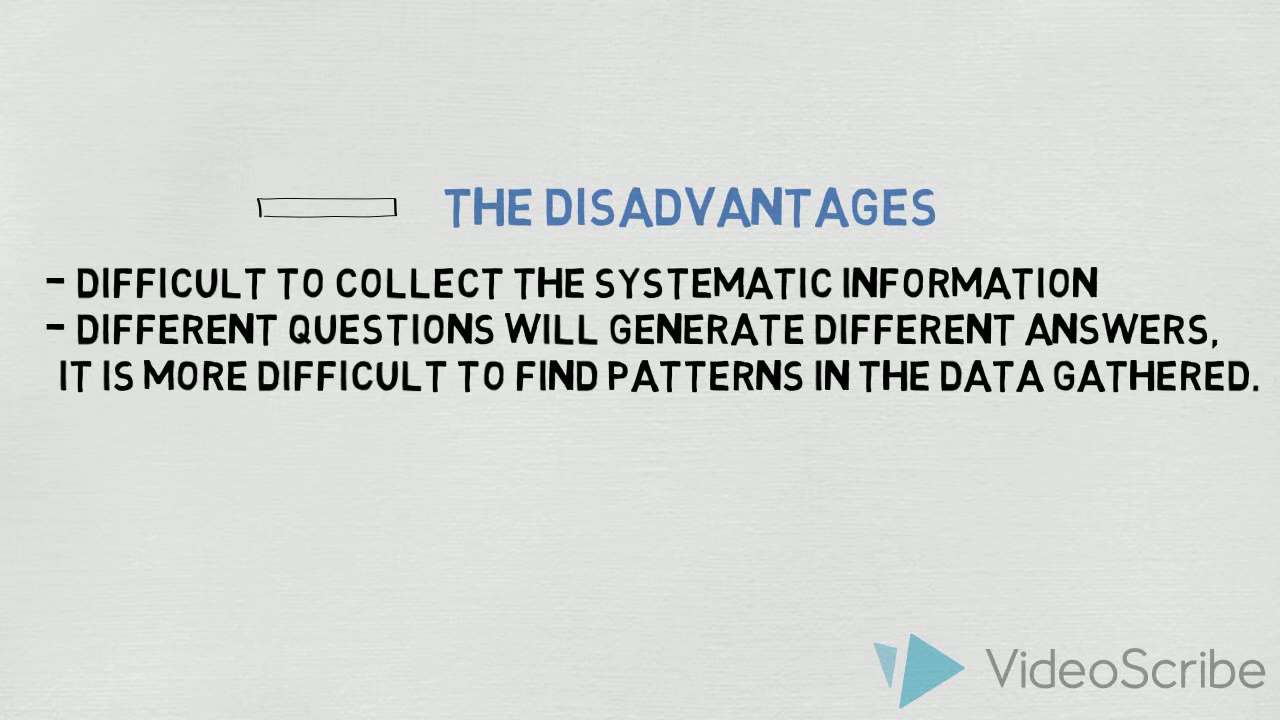 THE DISADVANTAGES
- DIFFICULT TO COLLECT THE SYSTEMATIC INFORMATION
- DIFFERENT QUESTIONS WILL GENERATE DIFFERENT ANSWERS,
IT IS MORE DIFFICULT TO FIND PATTERNS IN THE DATA GATHERED.
VideoScribe